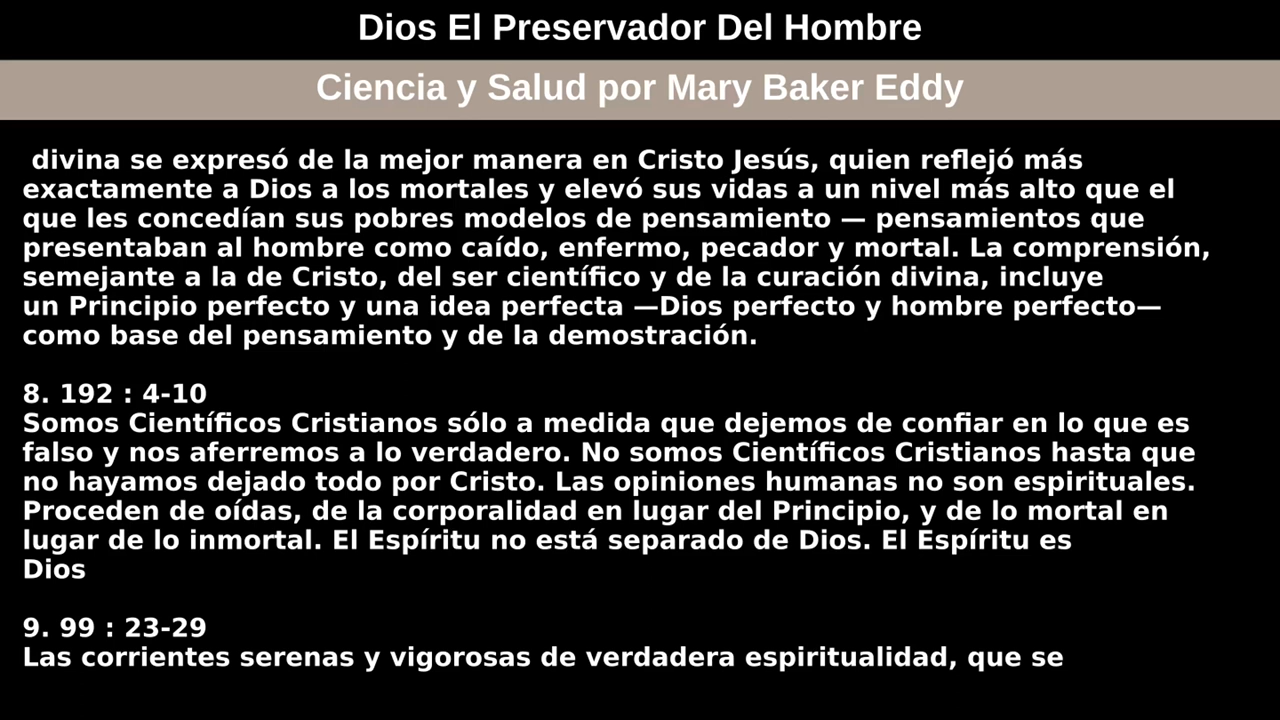 Dios El Preservador Del Hombre
Ciencia y Salud por Mary Baker Eddy
divina se expresó de la mejor manera en Cristo Jesús, quien reflejó más
exactamente a Dios a los mortales y elevó sus vidas a un nivel más alto que el
que les concedían sus pobres modelos de pensamiento — pensamientos que
presentaban al hombre como caído, enfermo, pecador y mortal. La comprensión,
semejante a la de Cristo, del ser científico y de la curación divina, incluye
un Principio perfecto y una idea perfecta —Dios perfecto y hombre perfecto—
como base del pensamiento y de la demostración.
8. 192 : 4-10
Somos Científicos Cristianos sólo a medida que dejemos de confiar en lo que es
falso y nos aferremos a lo verdadero. No somos Científicos Cristianos hasta que
no hayamos dejado todo por Cristo. Las opiniones humanas no son espirituales.
Proceden de oídas, de la corporalidad en lugar del Principio, y de lo mortal en
lugar de lo inmortal. El Espíritu no está separado de Dios. El Espíritu es
Dios
9. 99 : 23-29
Las corrientes serenas y vigorosas de verdadera espiritualidad, que se